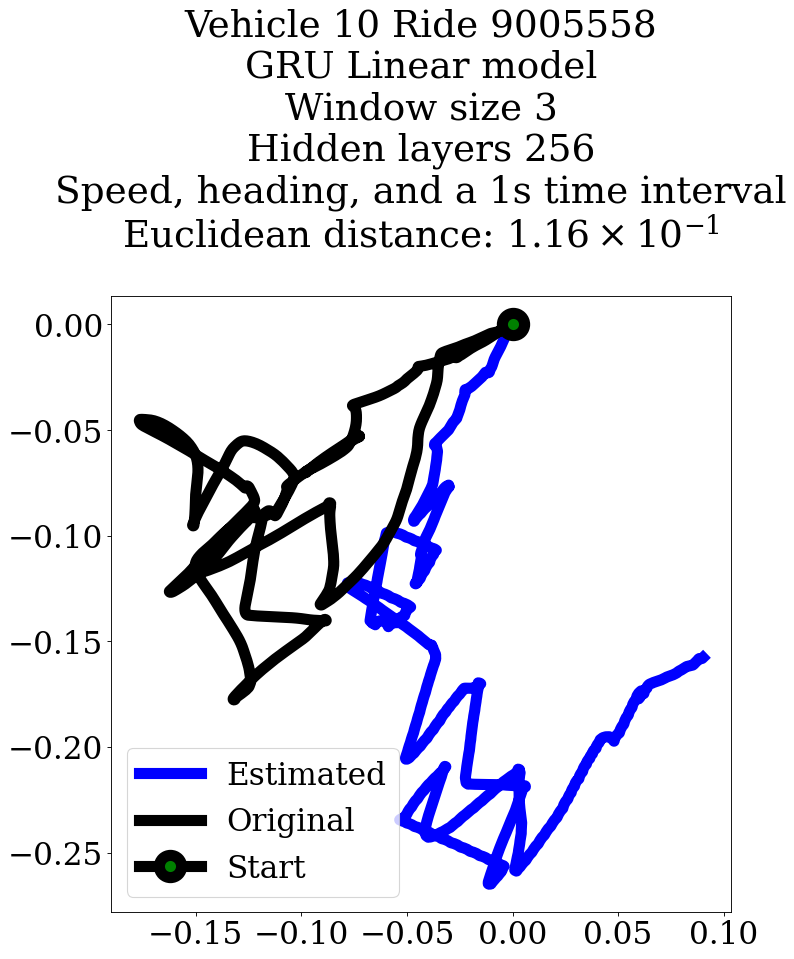 Vehicle 10 Ride 9005558
GRU Linear model
Window size 3
Hidden layers 256
Speed, heading, and a 1s time interval
Euclidean distance: 1.16 × 10⁻¹
0.00
−0.05
−0.10
−0.15
−0.20
−0.25
Estimated
Original
Start
−0.15 −0.10 −0.05 0.00 0.05 0.10